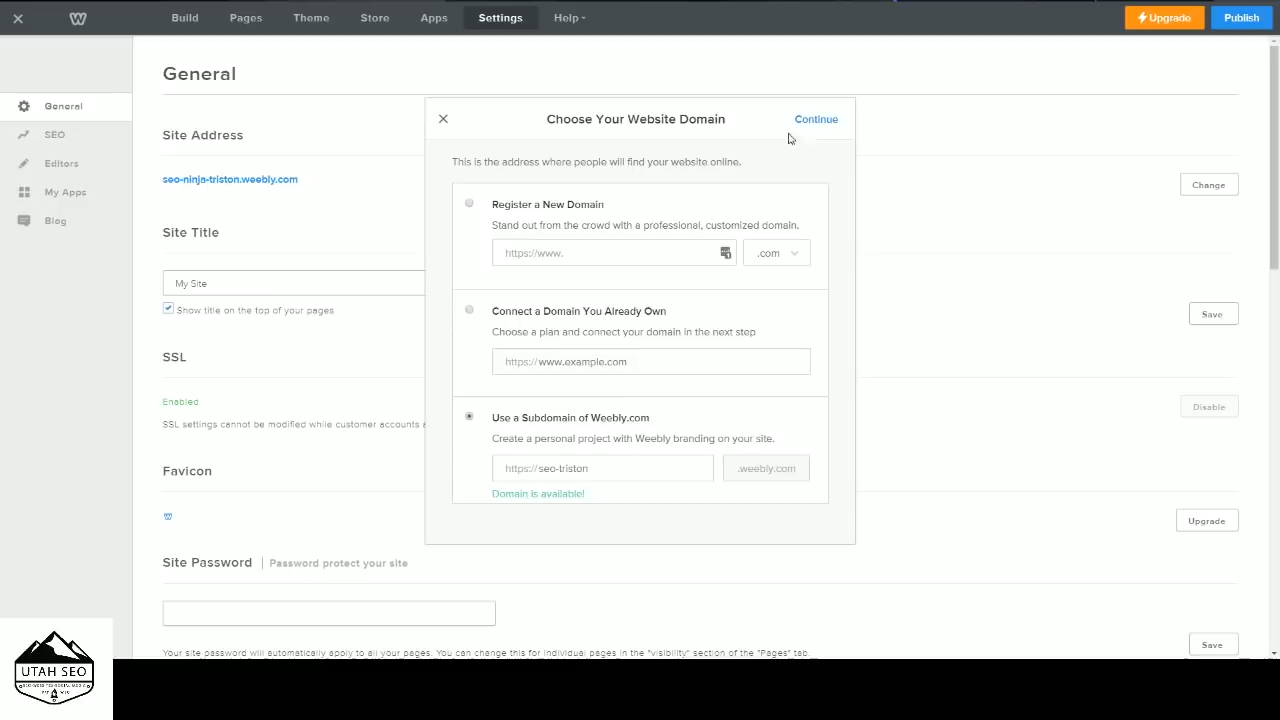 Build Pages Theme Store Apps Settings Help
Upgrade Publish
General
SEO
Editors
My Apps
Blog
General
Site Address
seo-ninja-triston.weebly.com
Change
Site Title
My Site
Show title on the top of your pages
Save
SSL
Enabled
SSL settings cannot be modified while customer accounts
Disable
Favicon
Upgrade
Site Password | Password protect your site
Your site password will automatically apply to all your pages. You can change this for individual pages in the "visibility" section of the "Pages" tab.
Save
Choose Your Website Domain
Continue
This is the address where people will find your website online.
Register a New Domain
Stand out from the crowd with a professional, customized domain.
https://www. .com
Connect a Domain You Already Own
Choose a plan and connect your domain in the next step
https://www.example.com
Use a Subdomain of Weebly.com
Create a personal project with Weebly branding on your site.
https://seo-triston .weebly.com
Domain is available!
UTAH SEO